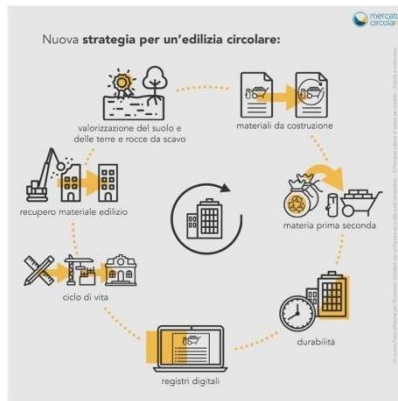 mercato
circolare
Nuova strategia per un'edilizia circolare:
valorizzazione del suolo e
delle terre e rocce da scavo
materiali da costruzione
recupero materiale edilizio
materia prima seconda
ciclo di vita
durabilità
registri digitali